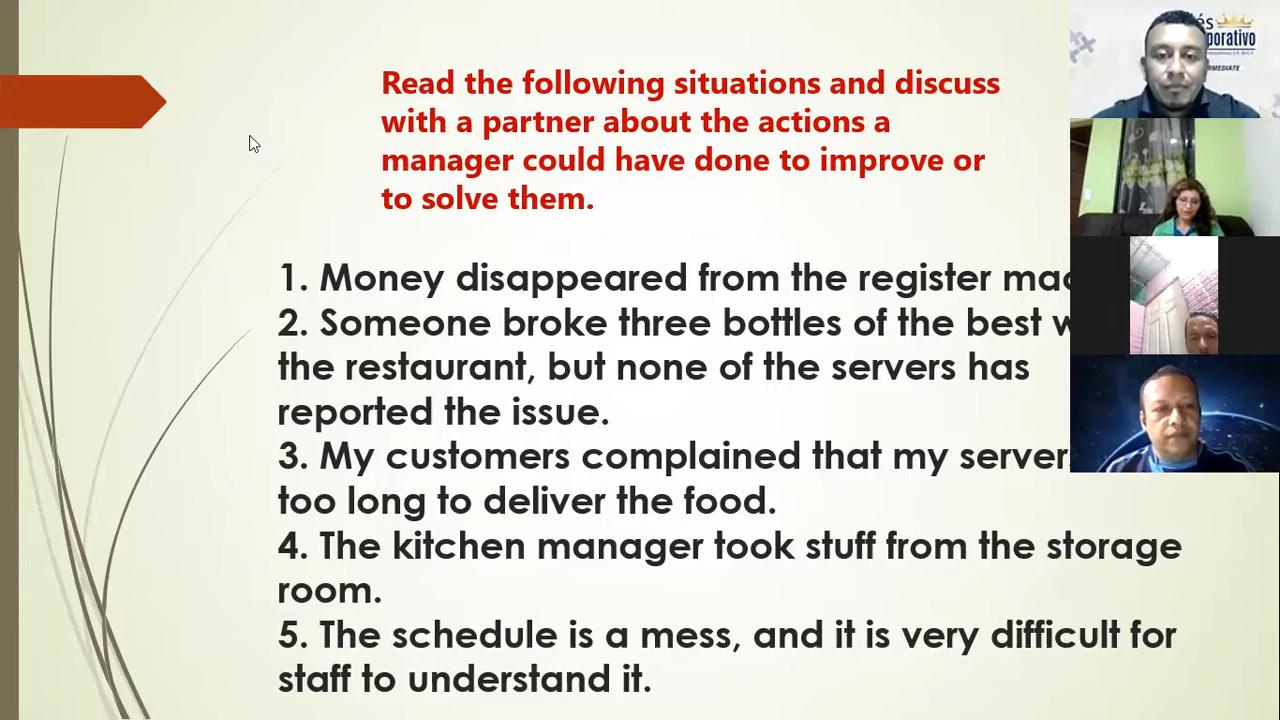 Read the following situations and discuss
with a partner about the actions a
manager could have done to improve or
to solve them.
1. Money disappeared from the register
2. Someone broke three bottles of the best
the restaurant, but none of the servers has
reported the issue.
3. My customers complained that my
too long to deliver the food.
4. The kitchen manager took stuff from the storage
room.
5. The schedule is a mess, and it is very difficult for
staff to understand it.